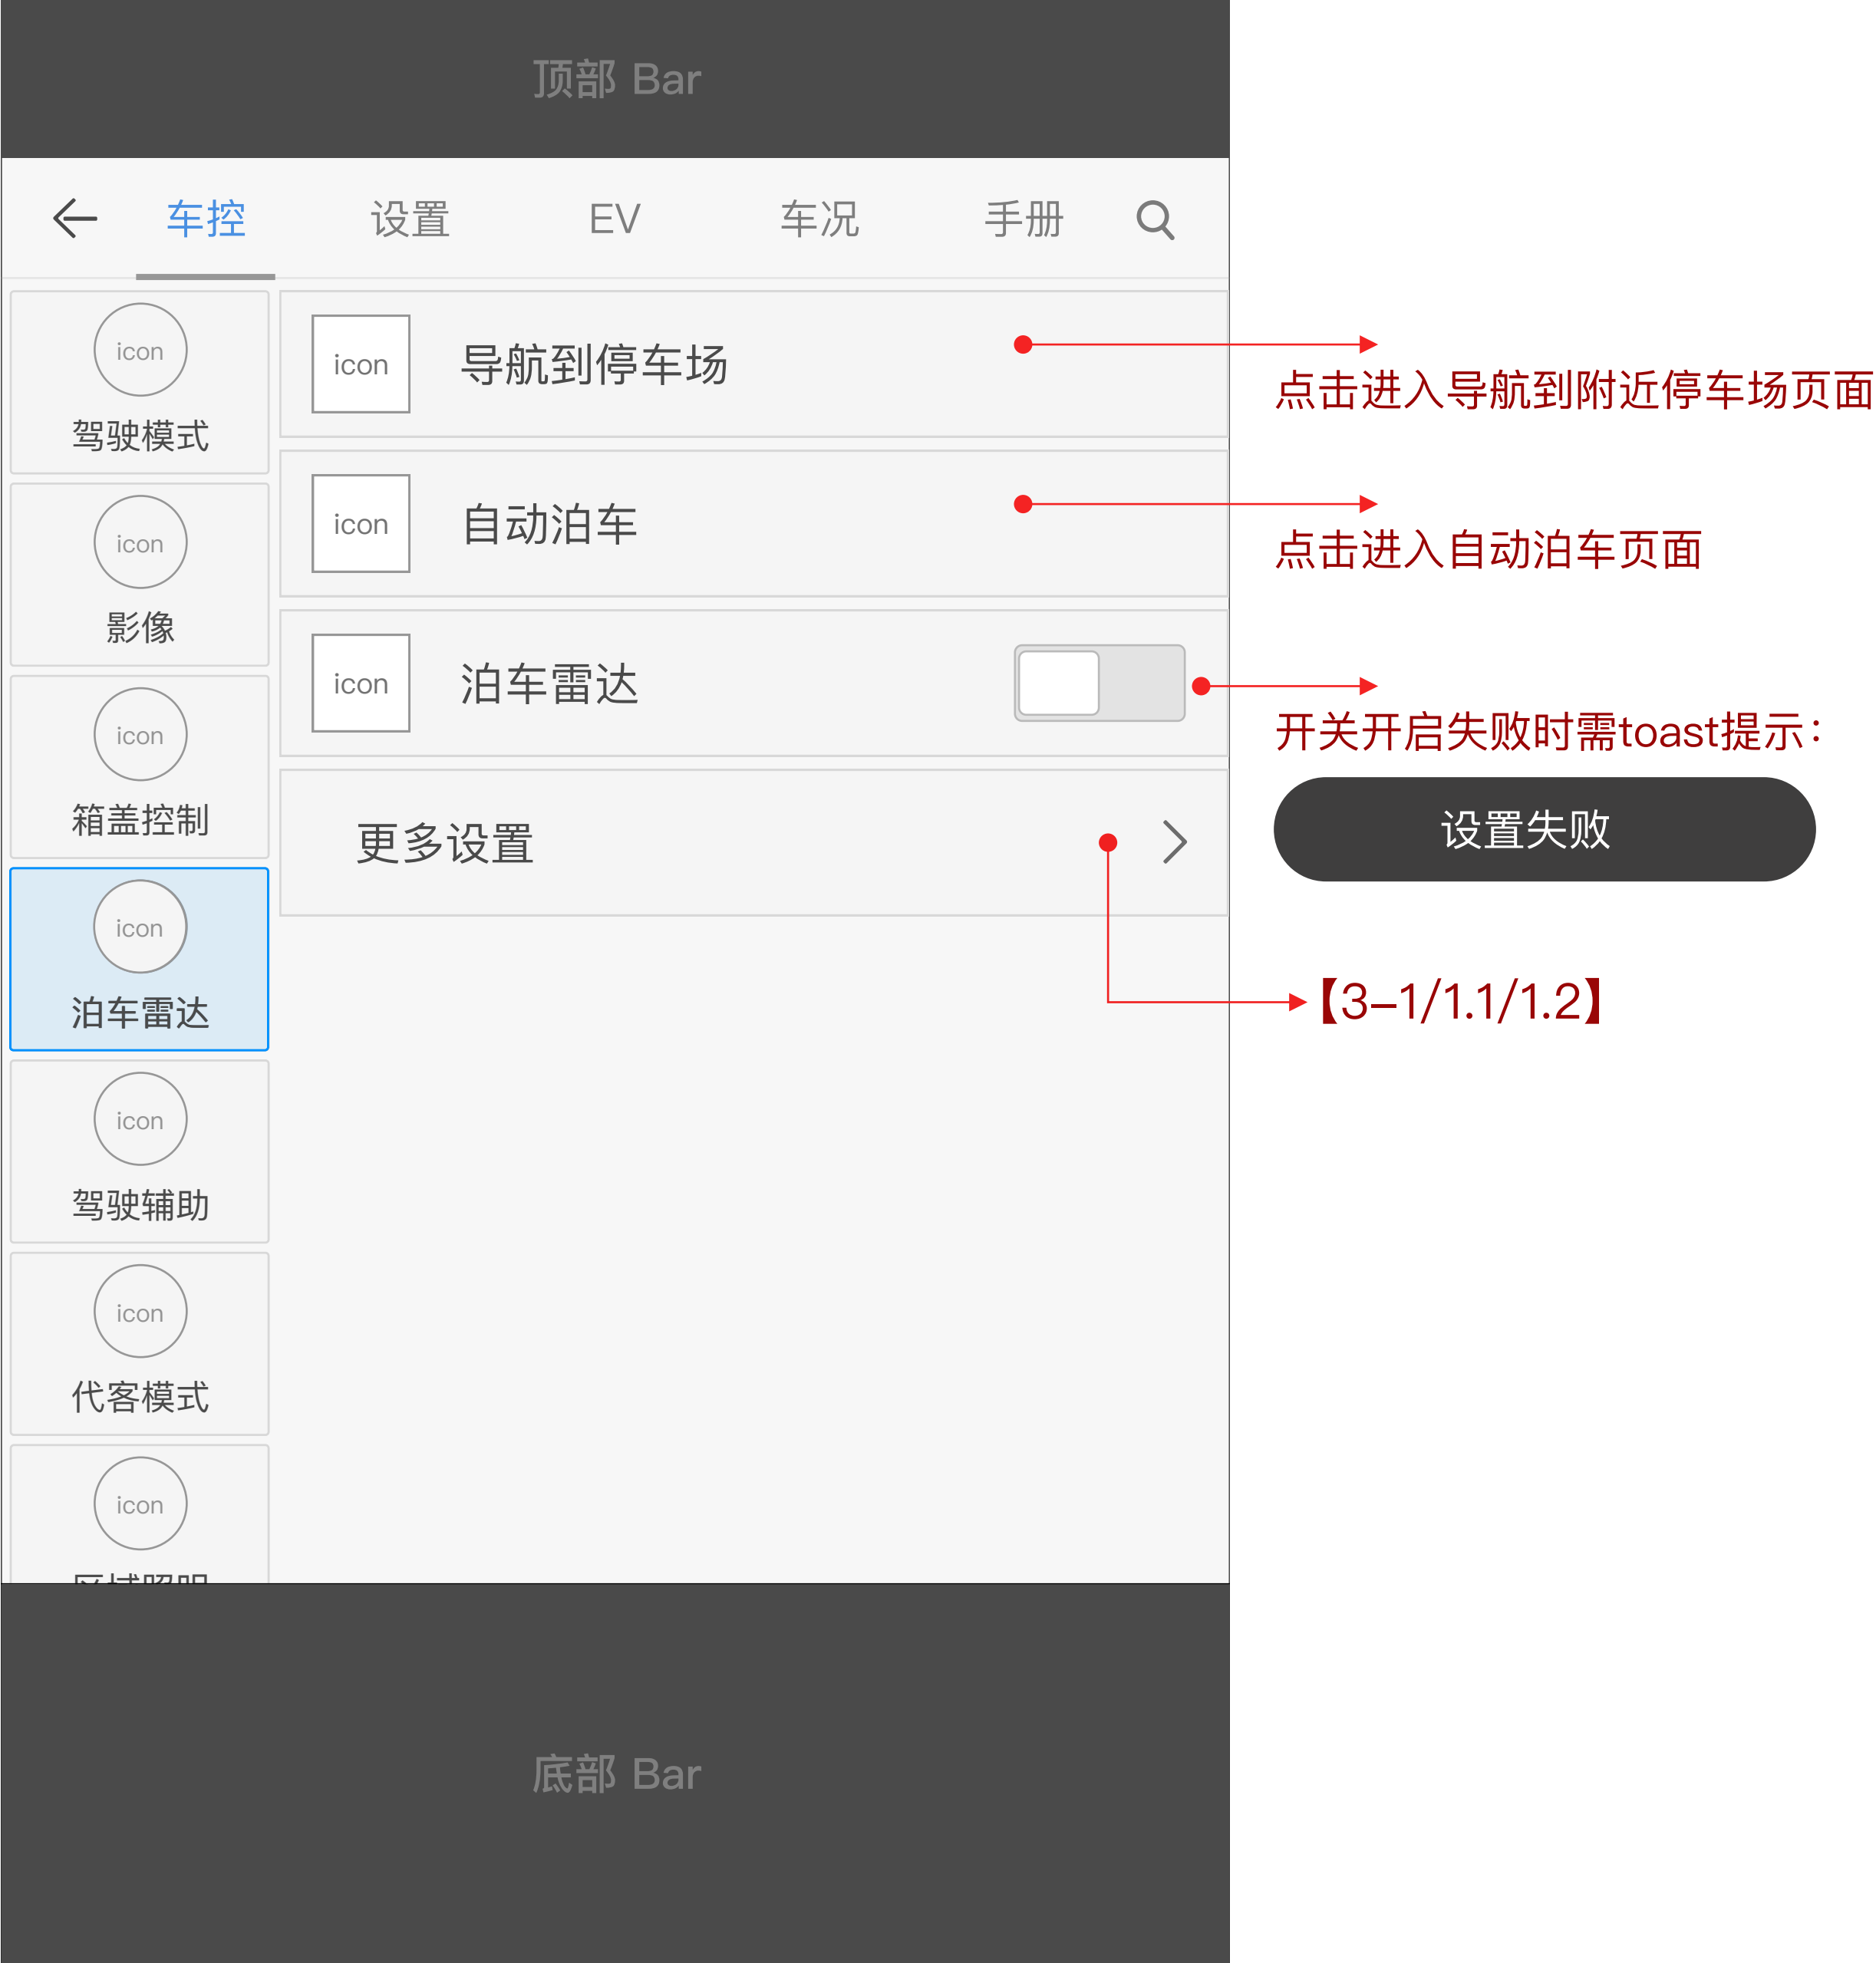 顶部 Bar
车控
设置
EV
车况
手册
icon
驾驶模式
icon
影像
icon
箱盖控制
icon
泊车雷达
icon
驾驶辅助
icon
代客模式
icon
区域照明
icon
导航到停车场
点击进入导航到附近停车场页面
icon
自动泊车
点击进入自动泊车页面
icon
泊车雷达
开关开启失败时需toast提示：
设置失败
更多设置
【3-1/1.1/1.2】
底部 Bar